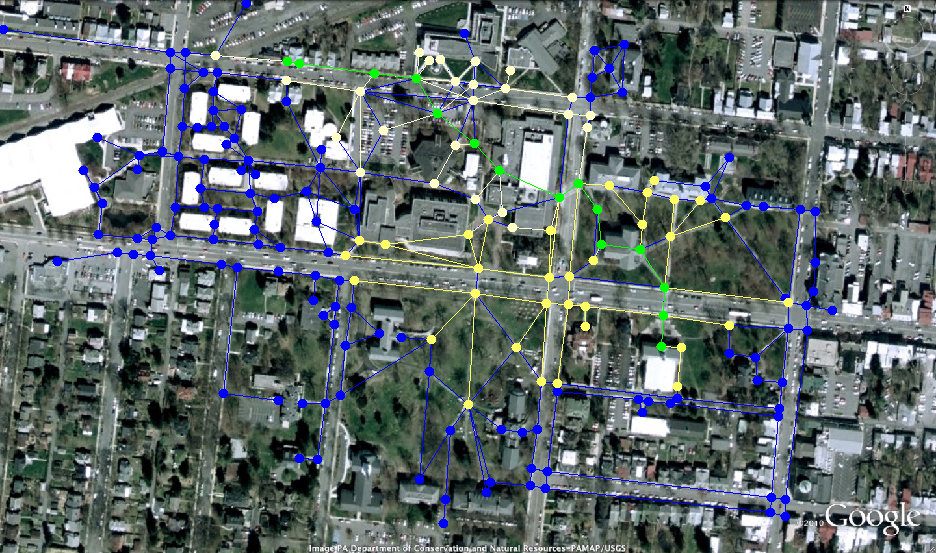 N
©2010 Google
Image PA Department of Conservation and Natural Resources-PAMAP/USGS